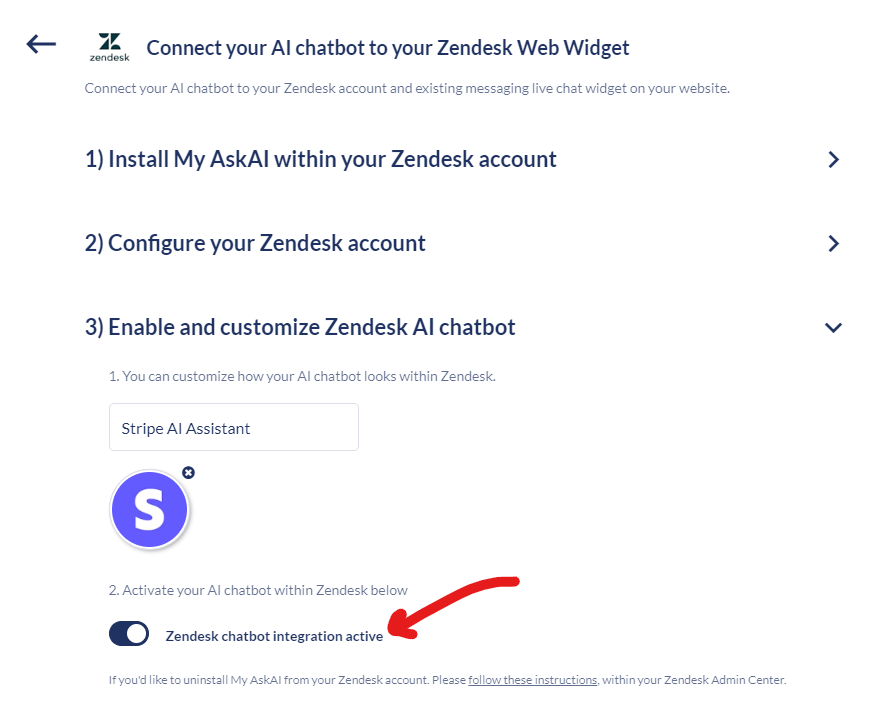 zendesk
Connect your AI chatbot to your Zendesk Web Widget
Connect your AI chatbot to your Zendesk account and existing messaging live chat widget on your website.
1) Install My AskAI within your Zendesk account
2) Configure your Zendesk account
3) Enable and customize Zendesk AI chatbot
1. You can customize how your AI chatbot looks within Zendesk.
Stripe AI Assistant
S
2. Activate your AI chatbot within Zendesk below
Zendesk chatbot integration active
If you'd like to uninstall My AskAI from your Zendesk account. Please follow these instructions, within your Zendesk Admin Center.